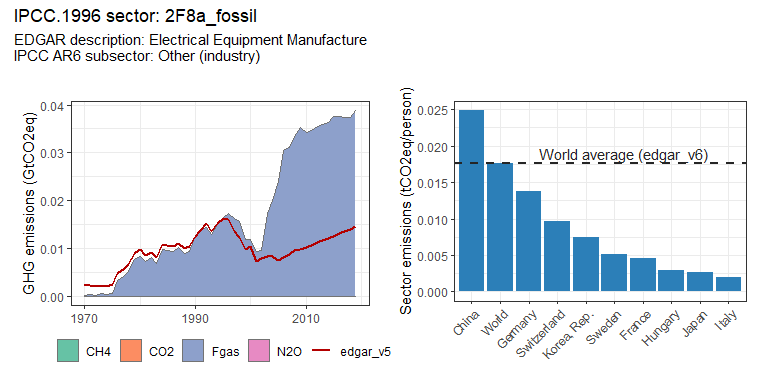 IPCC.1996 sector: 2F8a_fossil
EDGAR description: Electrical Equipment Manufacture
IPCC AR6 subsector: Other (industry)
GHG emissions (GtCO2eq)
0.04
0.03
0.02
0.01
0.00
1970
1990
2010
CH4
CO2
Fgas
N2O
edgar_v5
Sector emissions (tCO2eq/person)
0.025
0.020
0.015
0.010
0.005
0.000
World average (edgar_v6)
China
World
Germany
Switzerland
Korea Rep.
Sweden
France
Hungary
Japan
Italy